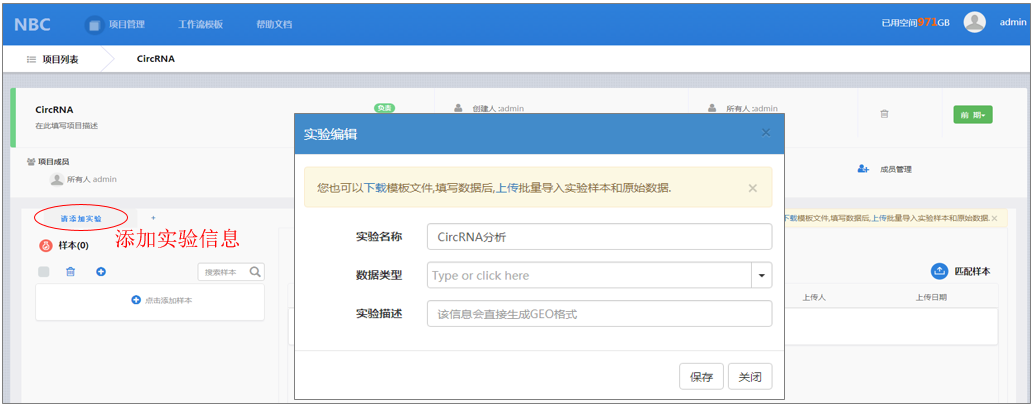 NBC 项目管理 工作流模板 帮助文档 已用空间971GB admin
项目列表 CircRNA
CircRNA 负责 创建人:admin 所有人:admin 前 期
在此填写项目描述
实验编辑 ×
项目成员 成员管理
所有人 admin
您也可以下载模板文件,填写数据后,上传批量导入实验样本和原始数据. ×
请添加实验 + 下载模板文件,填写数据后,上传批量导入实验样本和原始数据. ×
添加实验信息
实验名称 CircRNA分析
样本(0)
搜索样本 匹配样本
数据类型 Type or click here
点击添加样本 上传人 上传日期
实验描述 该信息会直接生成GEO格式
保存 关闭